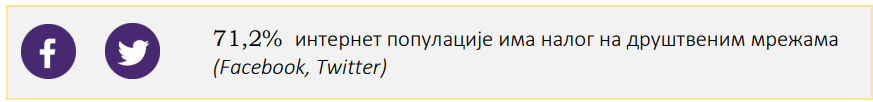 71,2% интернет популације има налог на друштвеним мрежама
(Facebook, Twitter)